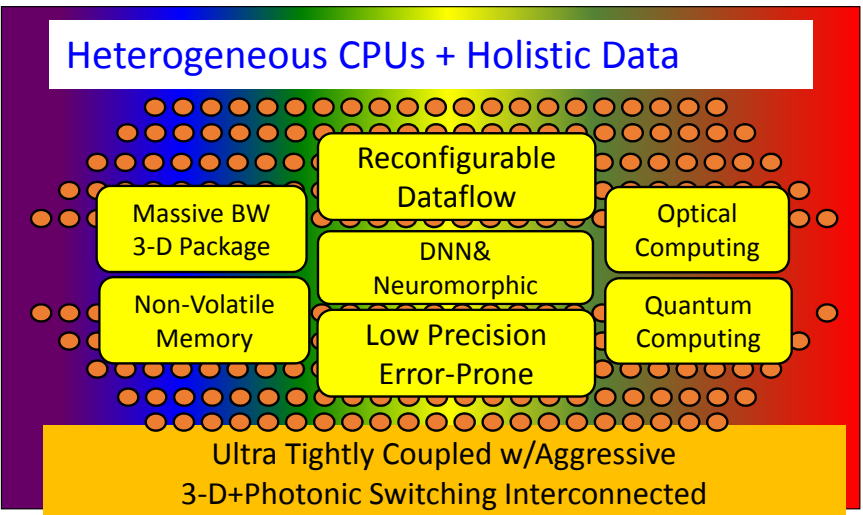 Heterogeneous CPUs + Holistic Data
Reconfigurable
Dataflow
Massive BW
3-D Package
Optical
Computing
DNN&
Neuromorphic
Non-Volatile
Memory
Quantum
Computing
Low Precision
Error-Prone
Ultra Tightly Coupled w/Aggressive
3-D+Photonic Switching Interconnected